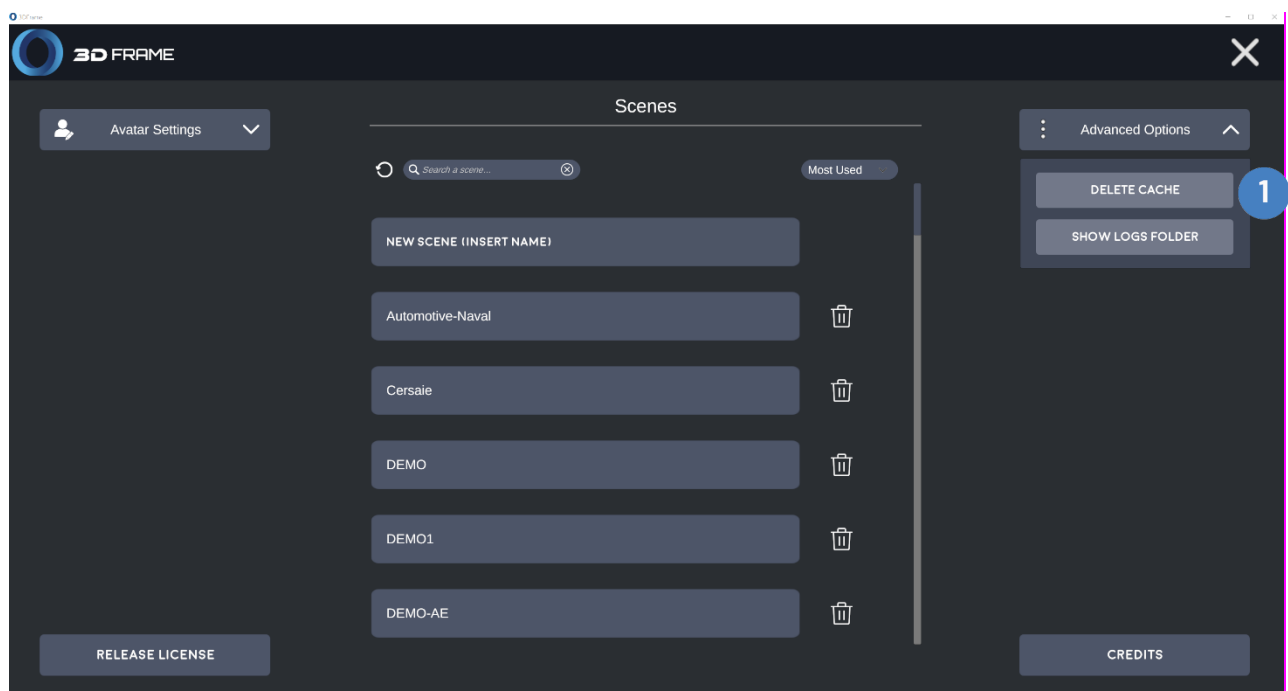 3DFrame
3D FRAME
Scenes
Avatar Settings
Advanced Options
Search a scene...
Most Used
DELETE CACHE
1
SHOW LOGS FOLDER
NEW SCENE (INSERT NAME)
Automotive-Naval
Cersaie
DEMO
DEMO1
DEMO-AE
RELEASE LICENSE
CREDITS